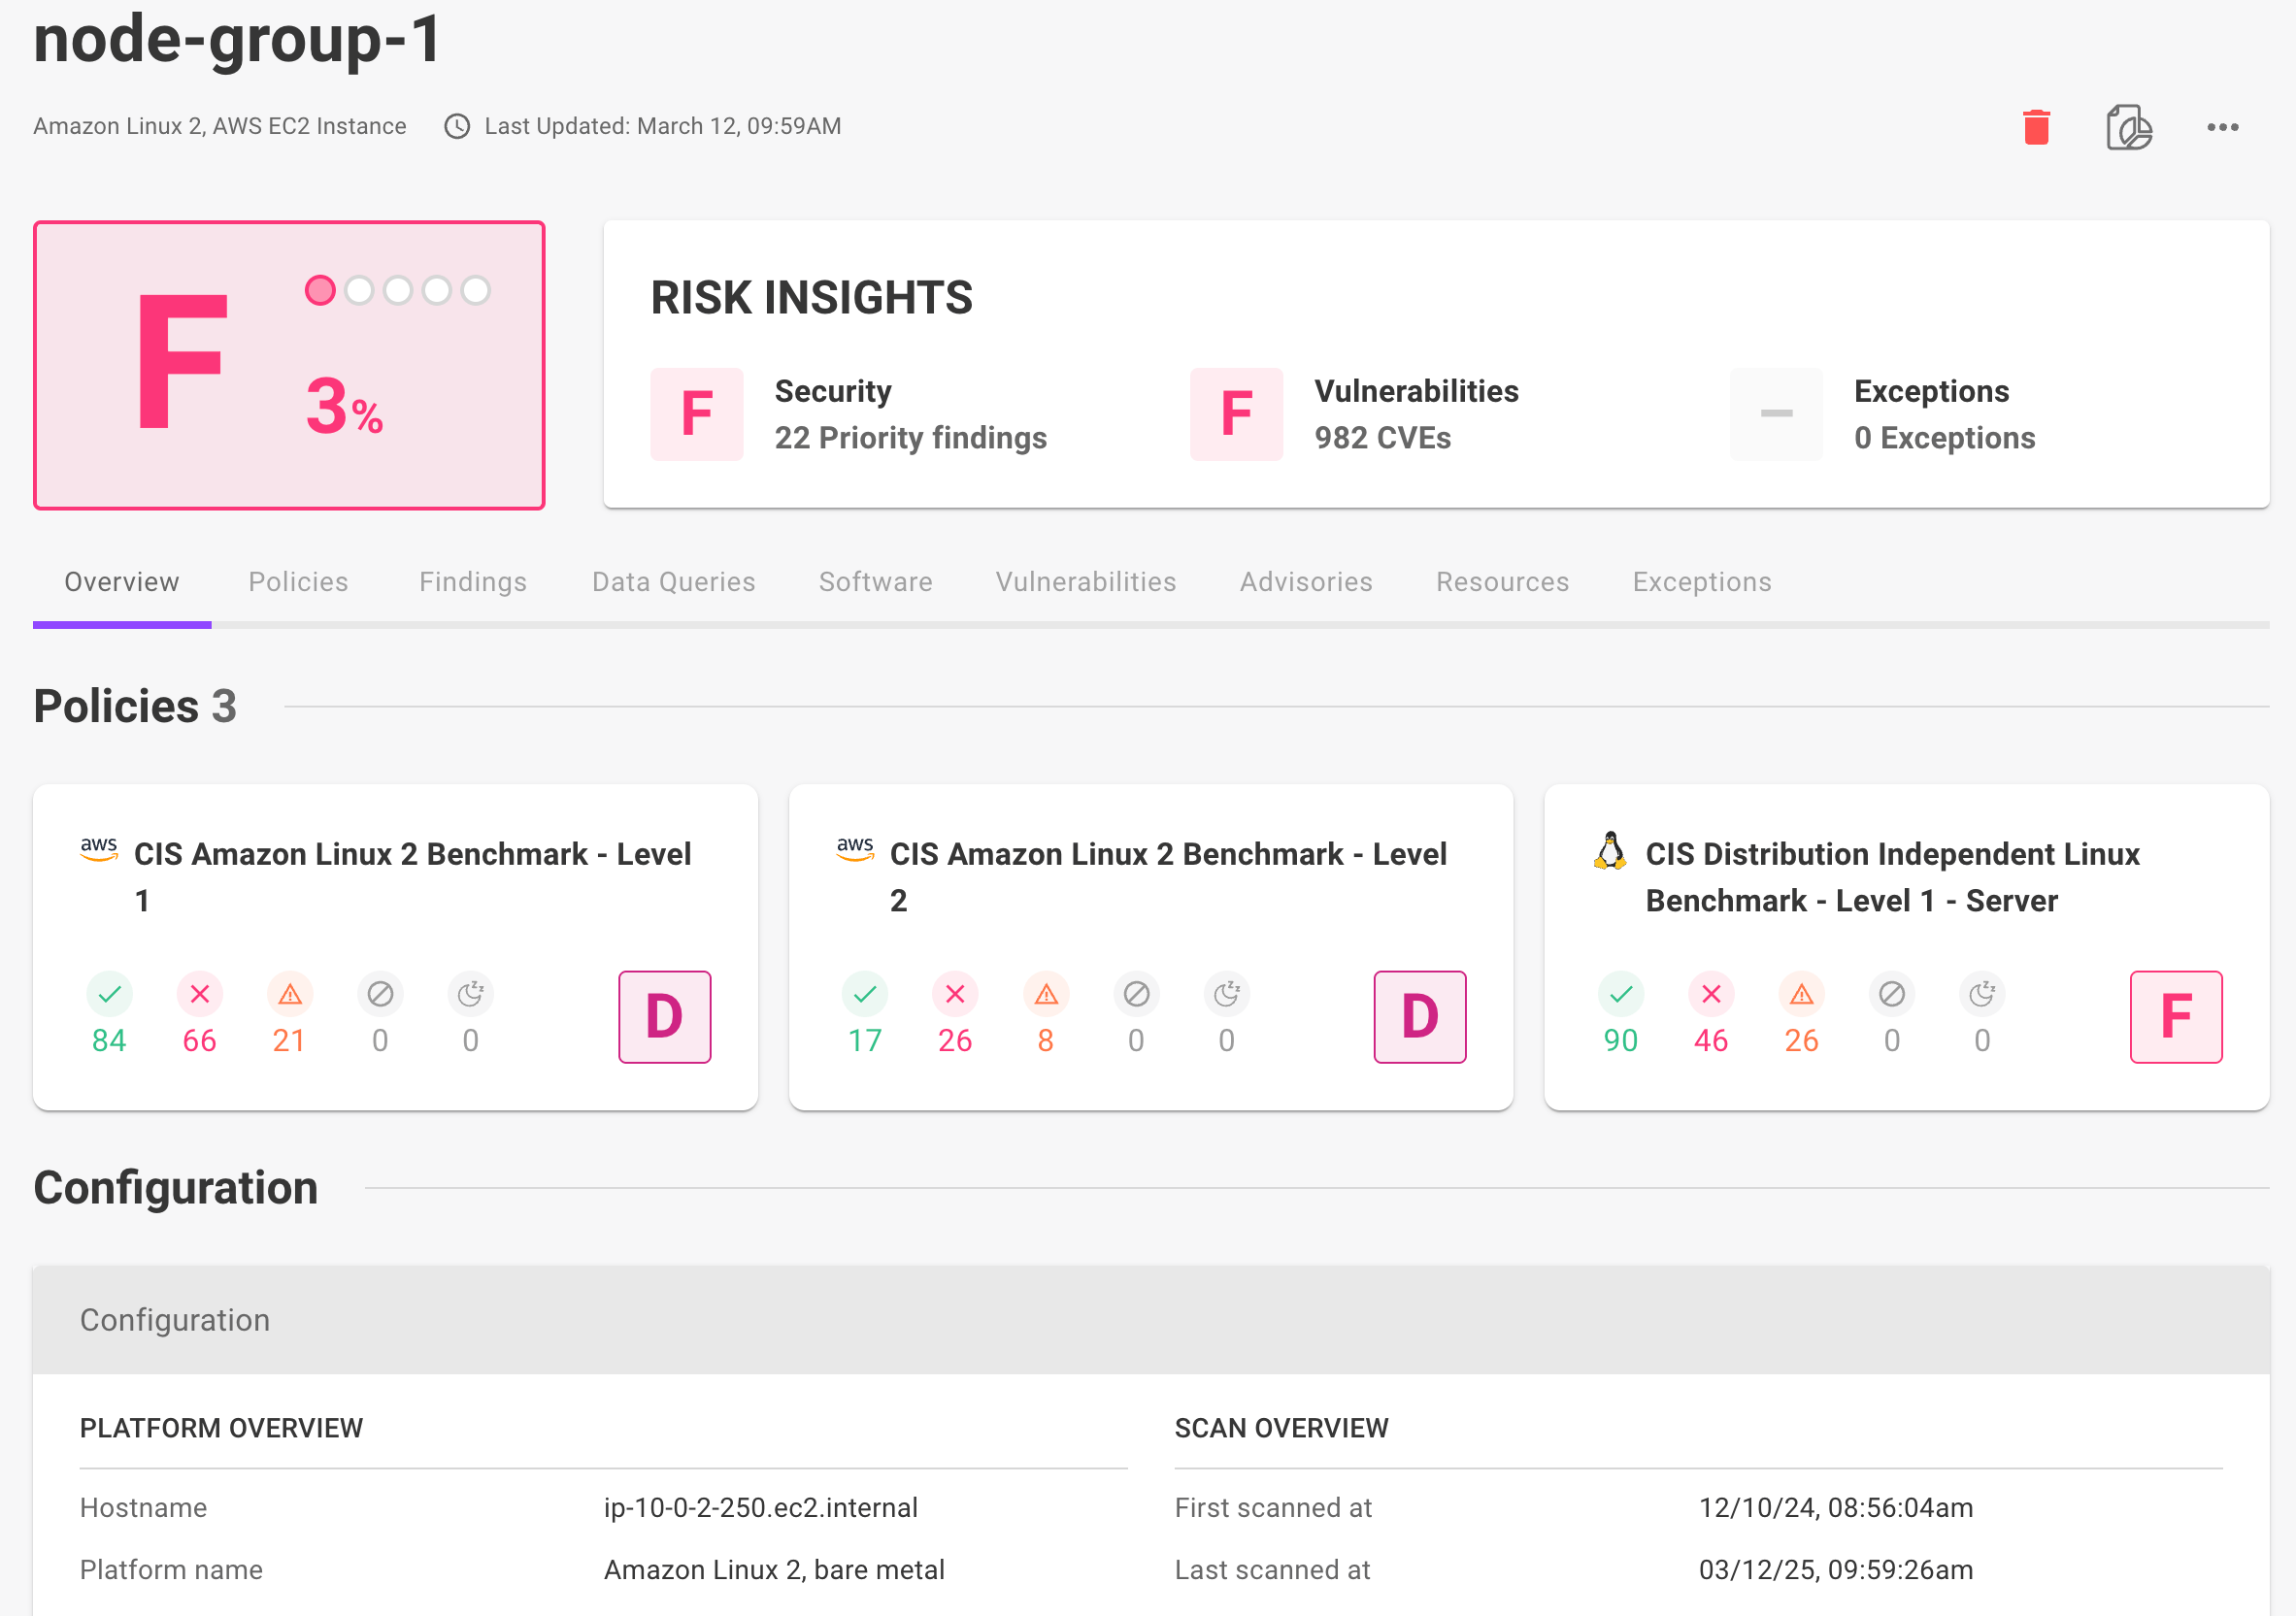 node-group-1
Amazon Linux 2, AWS EC2 Instance Last Updated: March 12, 09:59AM
F
3%
RISK INSIGHTS
F Security
22 Priority findings
F Vulnerabilities
982 CVEs
Exceptions
0 Exceptions
Overview Policies Findings Data Queries Software Vulnerabilities Advisories Resources Exceptions
Policies 3
aws CIS Amazon Linux 2 Benchmark - Level
1
84 66 21 0 0 D
aws CIS Amazon Linux 2 Benchmark - Level
2
17 26 8 0 0 D
CIS Distribution Independent Linux
Benchmark - Level 1 - Server
90 46 26 0 0 F
Configuration
Configuration
PLATFORM OVERVIEW
Hostname ip-10-0-2-250.ec2.internal
Platform name Amazon Linux 2, bare metal
SCAN OVERVIEW
First scanned at 12/10/24, 08:56:04am
Last scanned at 03/12/25, 09:59:26am